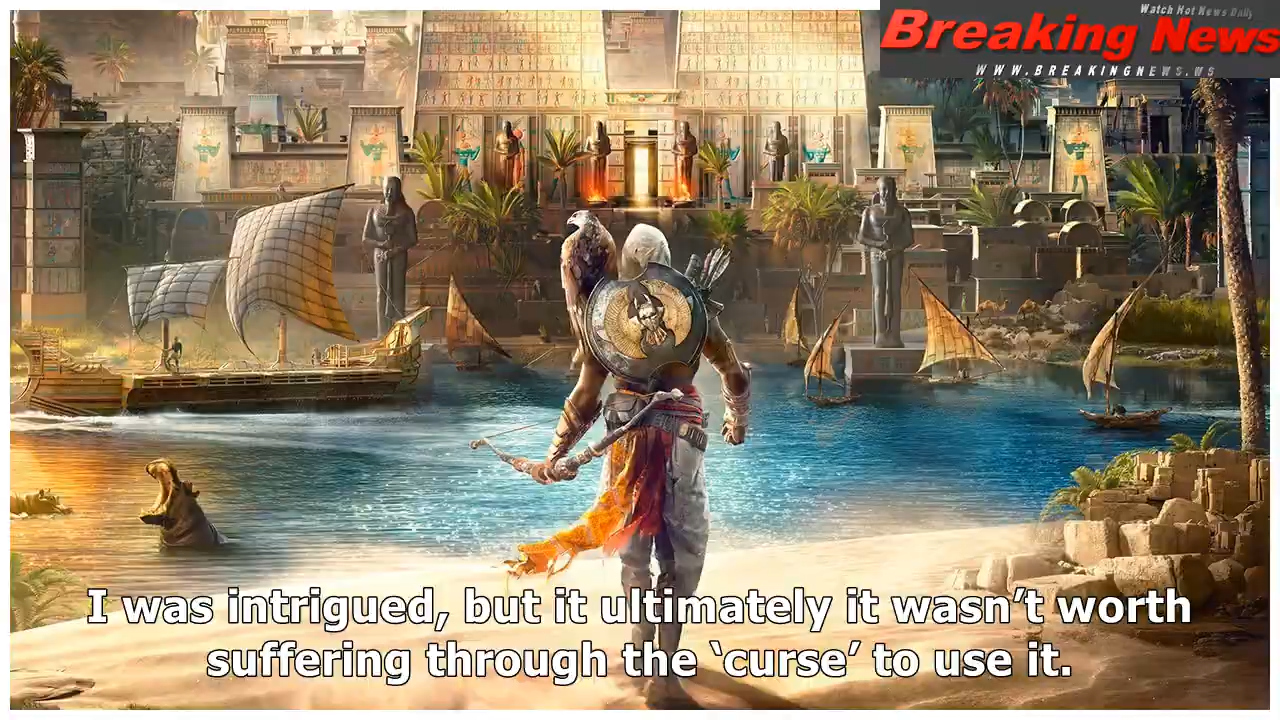 Watch Hot News Daily
Breaking News
WWW.BREAKINGNEWS.WS
I was intrigued, but it ultimately it wasn’t worth
suffering through the ‘curse’ to use it.